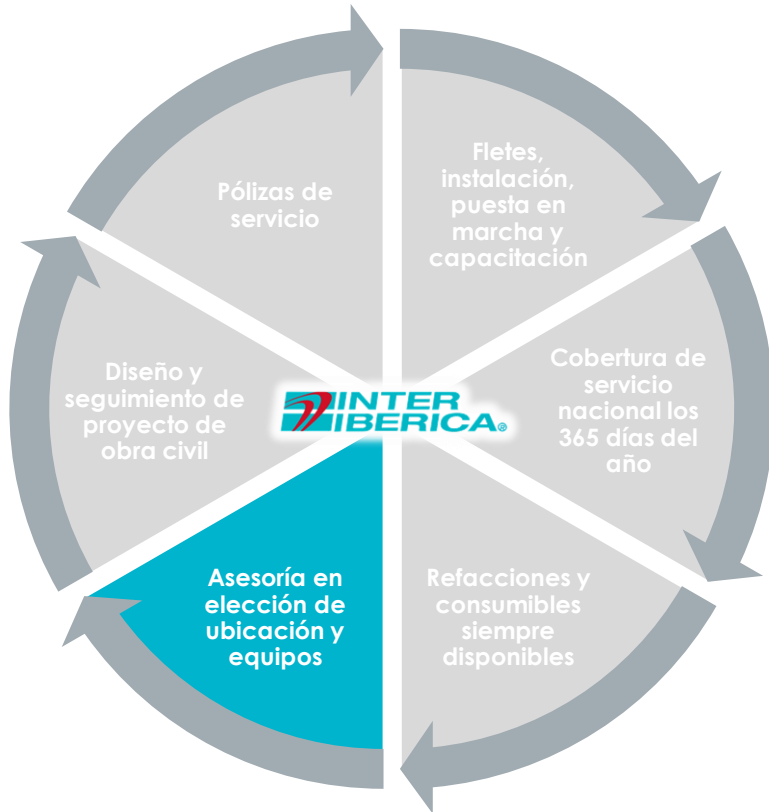 Pólizas de
servicio
Fletes,
instalación,
puesta en
marcha y
capacitación
Diseño y
seguimiento de
proyecto de
obra civil
INTER
IBERICA®
Cobertura de
servicio
nacional los
365 días del
año
Asesoría en
elección de
ubicación y
equipos
Refacciones y
consumibles
siempre
disponibles